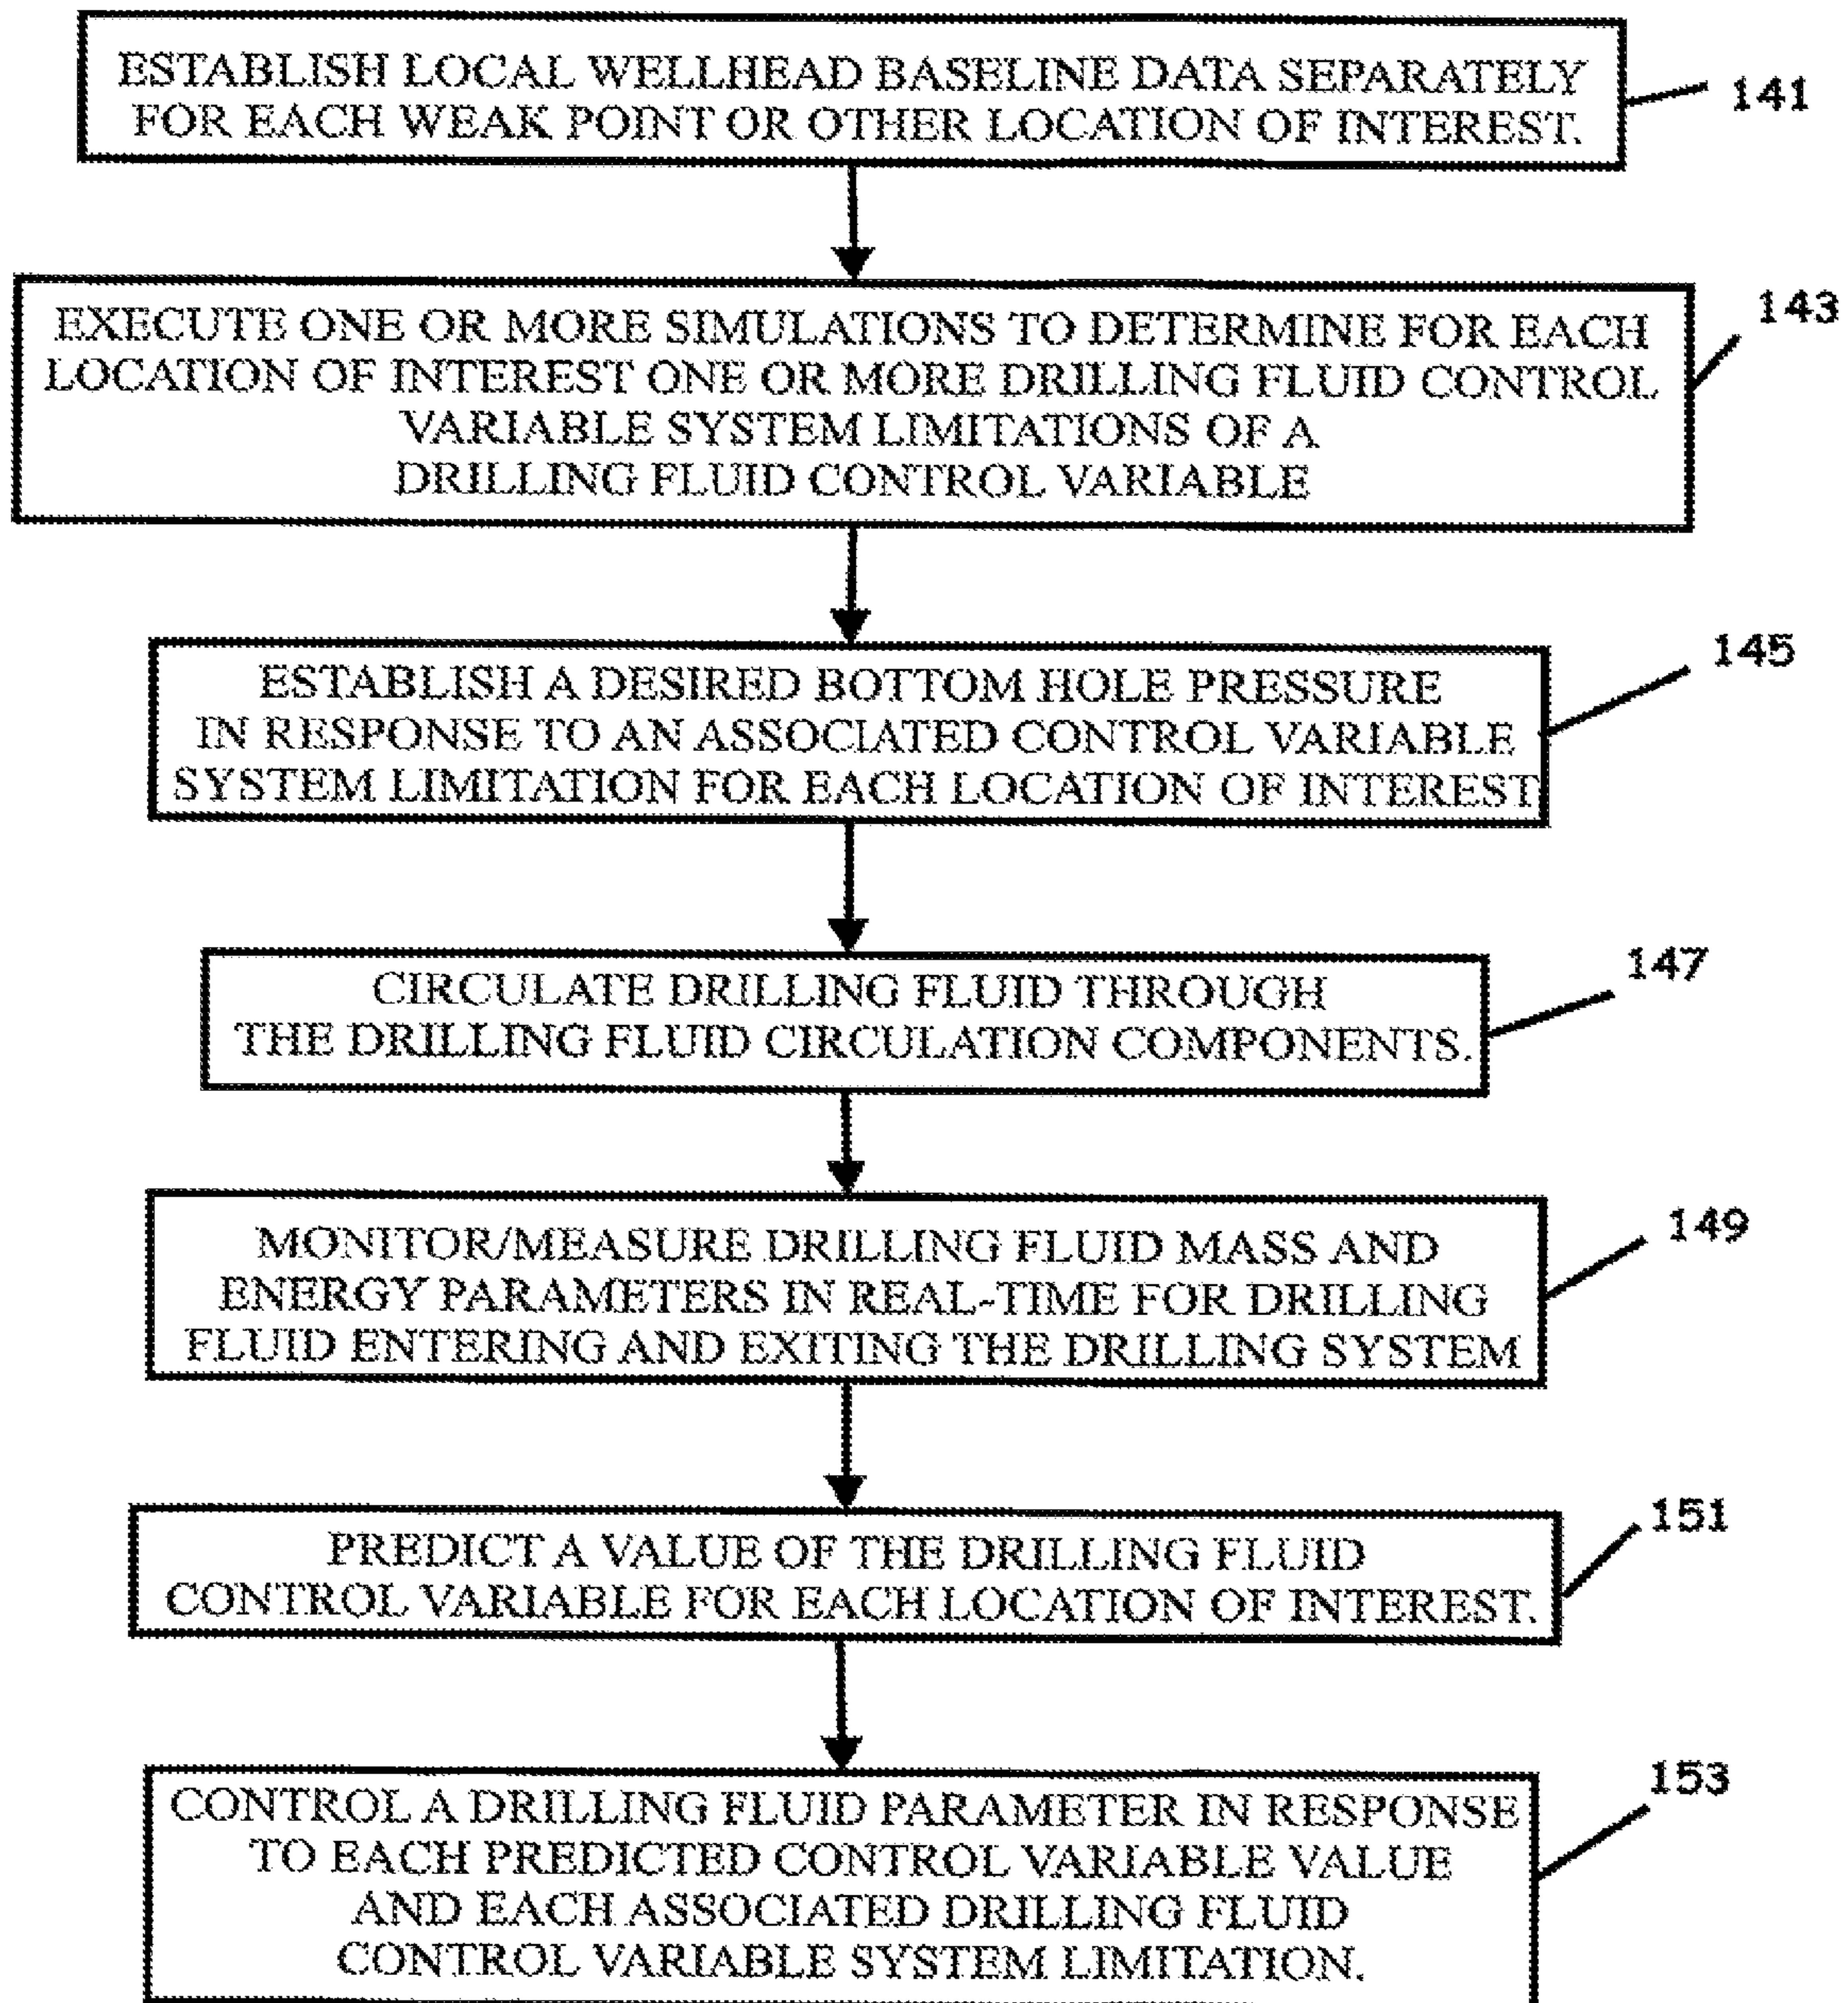 ESTABLISH LOCAL WELLHEAD BASELINE DATA SEPARATELY
FOR EACH WEAK POINT OR OTHER LOCATION OF INTEREST.
141
EXECUTE ONE OR MORE SIMULATIONS TO DETERMINE FOR EACH
LOCATION OF INTEREST ONE OR MORE DRILLING FLUID CONTROL
VARIABLE SYSTEM LIMITATIONS OF A
DRILLING FLUID CONTROL VARIABLE
143
ESTABLISH A DESIRED BOTTOM HOLE PRESSURE
IN RESPONSE TO AN ASSOCIATED CONTROL VARIABLE
SYSTEM LIMITATION FOR EACH LOCATION OF INTEREST
145
CIRCULATE DRILLING FLUID THROUGH
THE DRILLING FLUID CIRCULATION COMPONENTS.
147
MONITOR/MEASURE DRILLING FLUID MASS AND
ENERGY PARAMETERS IN REAL-TIME FOR DRILLING
FLUID ENTERING AND EXITING THE DRILLING SYSTEM
149
PREDICT A VALUE OF THE DRILLING FLUID
CONTROL VARIABLE FOR EACH LOCATION OF INTEREST.
151
CONTROL A DRILLING FLUID PARAMETER IN RESPONSE
TO EACH PREDICTED CONTROL VARIABLE VALUE
AND EACH ASSOCIATED DRILLING FLUID
CONTROL VARIABLE SYSTEM LIMITATION.
153